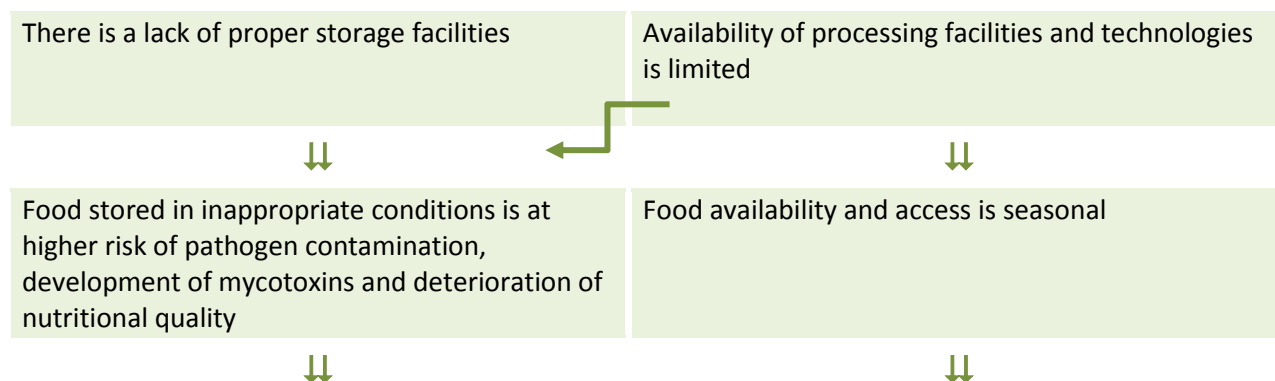 There is a lack of proper storage facilities
Availability of processing facilities and technologies
is limited
Food stored in inappropriate conditions is at
higher risk of pathogen contamination,
development of mycotoxins and deterioration of
nutritional quality
Food availability and access is seasonal